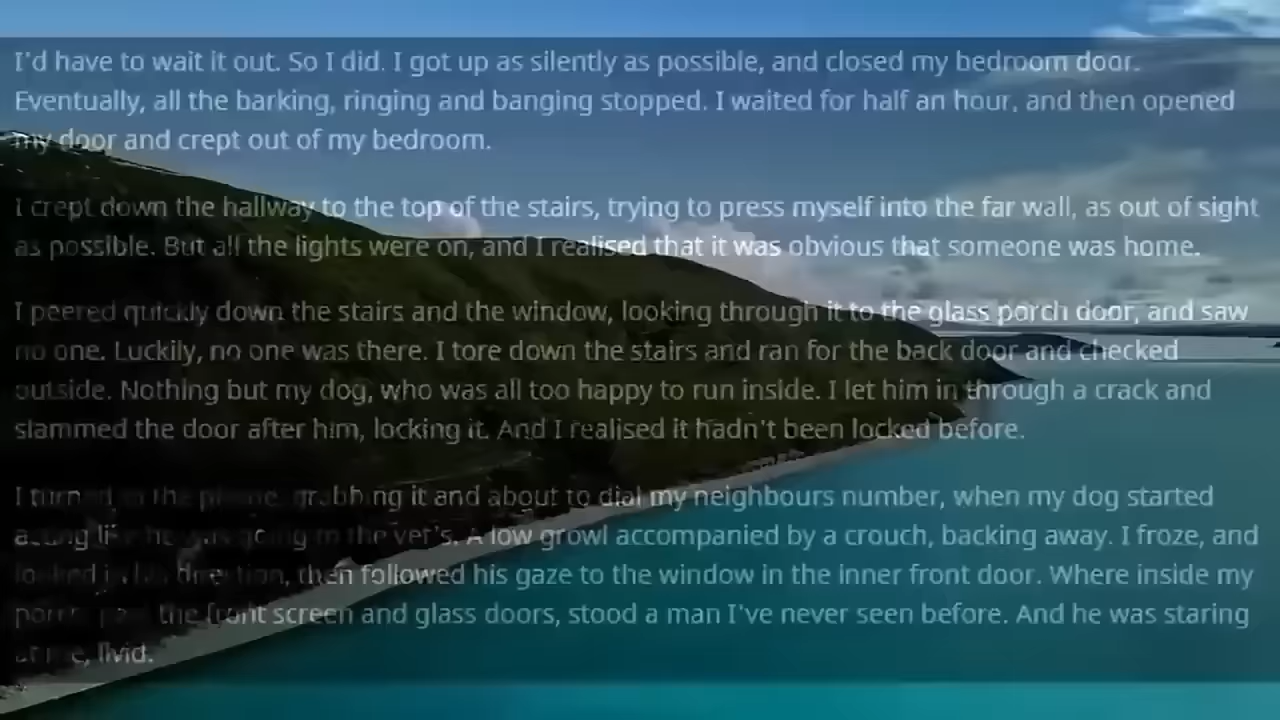 I'd have to wait it out. So I did. I got up as silently as possible, and closed my bedroom door.
Eventually, all the barking, ringing and banging stopped. I waited for half an hour, and then opened
my door and crept out of my bedroom.
I crept down the hallway to the top of the stairs, trying to press myself into the far wall, as out of sight
as possible. But all the lights were on, and I realised that it was obvious that someone was home.
I peered quickly down the stairs and the window, looking through it to the glass porch door, and saw
no one. Luckily, no one was there. I tore down the stairs and ran for the back door and checked
outside. Nothing but my dog, who was all too happy to run inside. I let him in through a crack and
slammed the door after him, locking it. And I realised it hadn't been locked before.
I turned to the phone, grabbing it and about to dial my neighbours number, when my dog started
acting like he was going to the vet's. A low growl accompanied by a crouch, backing away. I froze, and
looked in his direction, then followed his gaze to the window in the inner front door. Where inside my
porch, past the front screen and glass doors, stood a man I've never seen before. And he was staring
at me, livid.